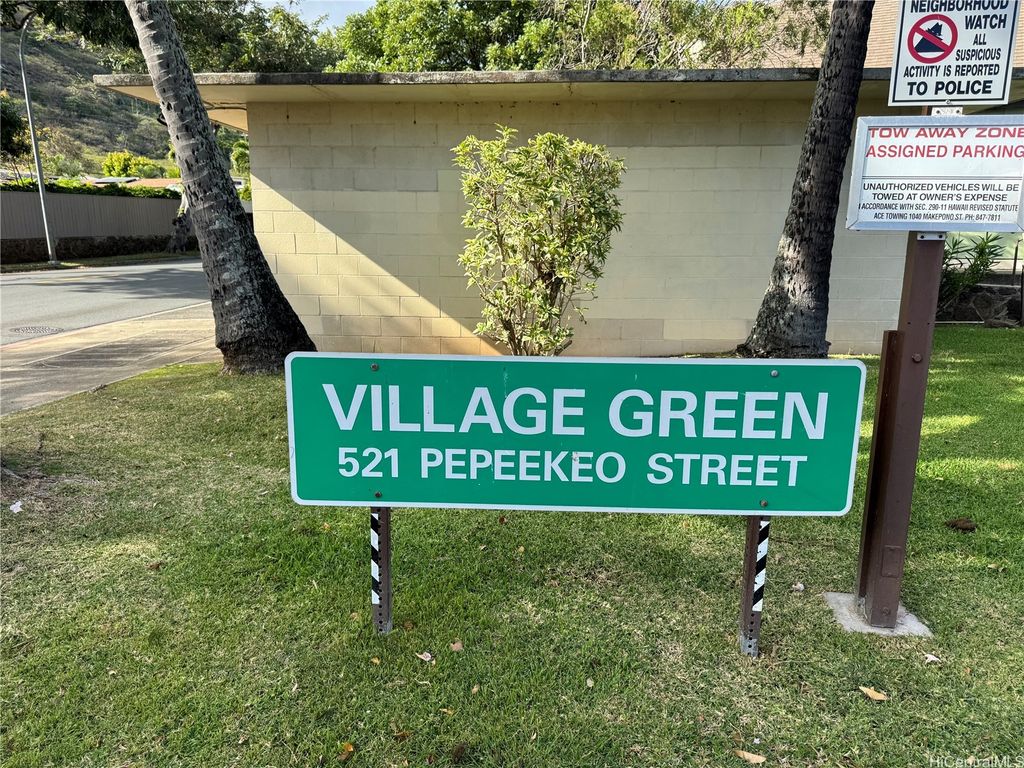 NEIGHBORHOOD
WATCH
ALL
SUSPICIOUS
ACTIVITY IS REPORTED
TO POLICE
TOW AWAY ZONE
ASSIGNED PARKING
UNAUTHORIZED VEHICLES WILL BE
TOWED AT OWNER'S EXPENSE
ACCORDANCE WITH SEC. 290-11 HAWAII REVISED STATUTE
ACE TOWING 1040 MAKEPONO ST. PH; 847-7811
VILLAGE GREEN
521 PEPEEKEO STREET
HiCentralMLS